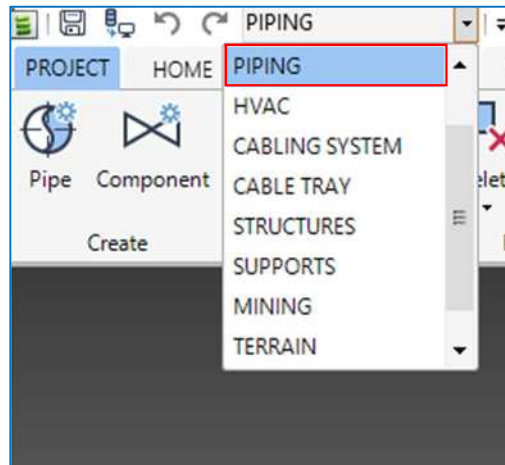 PIPING
PROJECT HOME
PIPING
HVAC
CABLING SYSTEM
CABLE TRAY
STRUCTURES
SUPPORTS
MINING
TERRAIN
Pipe Component
Create